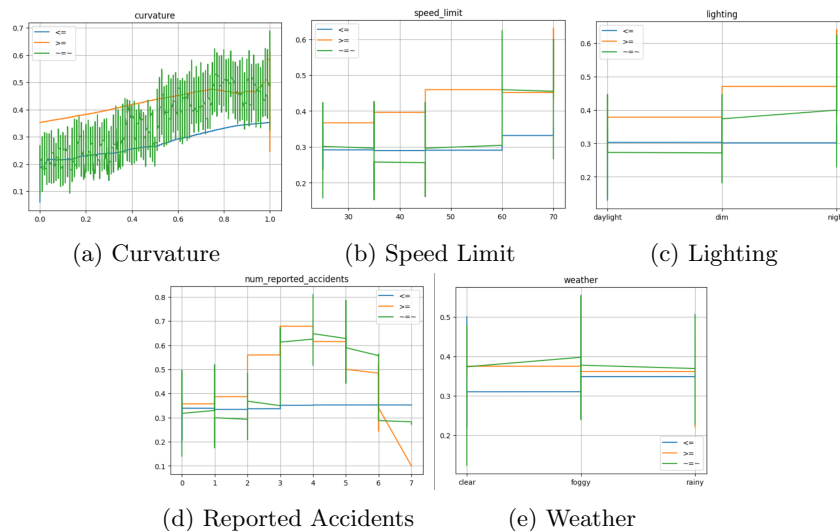 curvature
<=
>=
~=~
0.7
0.6
0.5
0.4
0.3
0.2
0.1
0.0 0.2 0.4 0.6 0.8 1.0
(a) Curvature
speed_limit
<=
>=
~=~
0.6
0.5
0.4
0.3
0.2
30 40 50 60 70
(b) Speed Limit
lighting
<=
>=
~=~
0.6
0.5
0.4
0.3
0.2
daylight dim nigh
(c) Lighting
num_reported_accidents
<=
>=
~=~
0.8
0.7
0.6
0.5
0.4
0.3
0.2
0.1
0 1 2 3 4 5 6 7
(d) Reported Accidents
weather
0.5
0.4
0.3
0.2
<=
>=
~=~
clear foggy rainy
(e) Weather